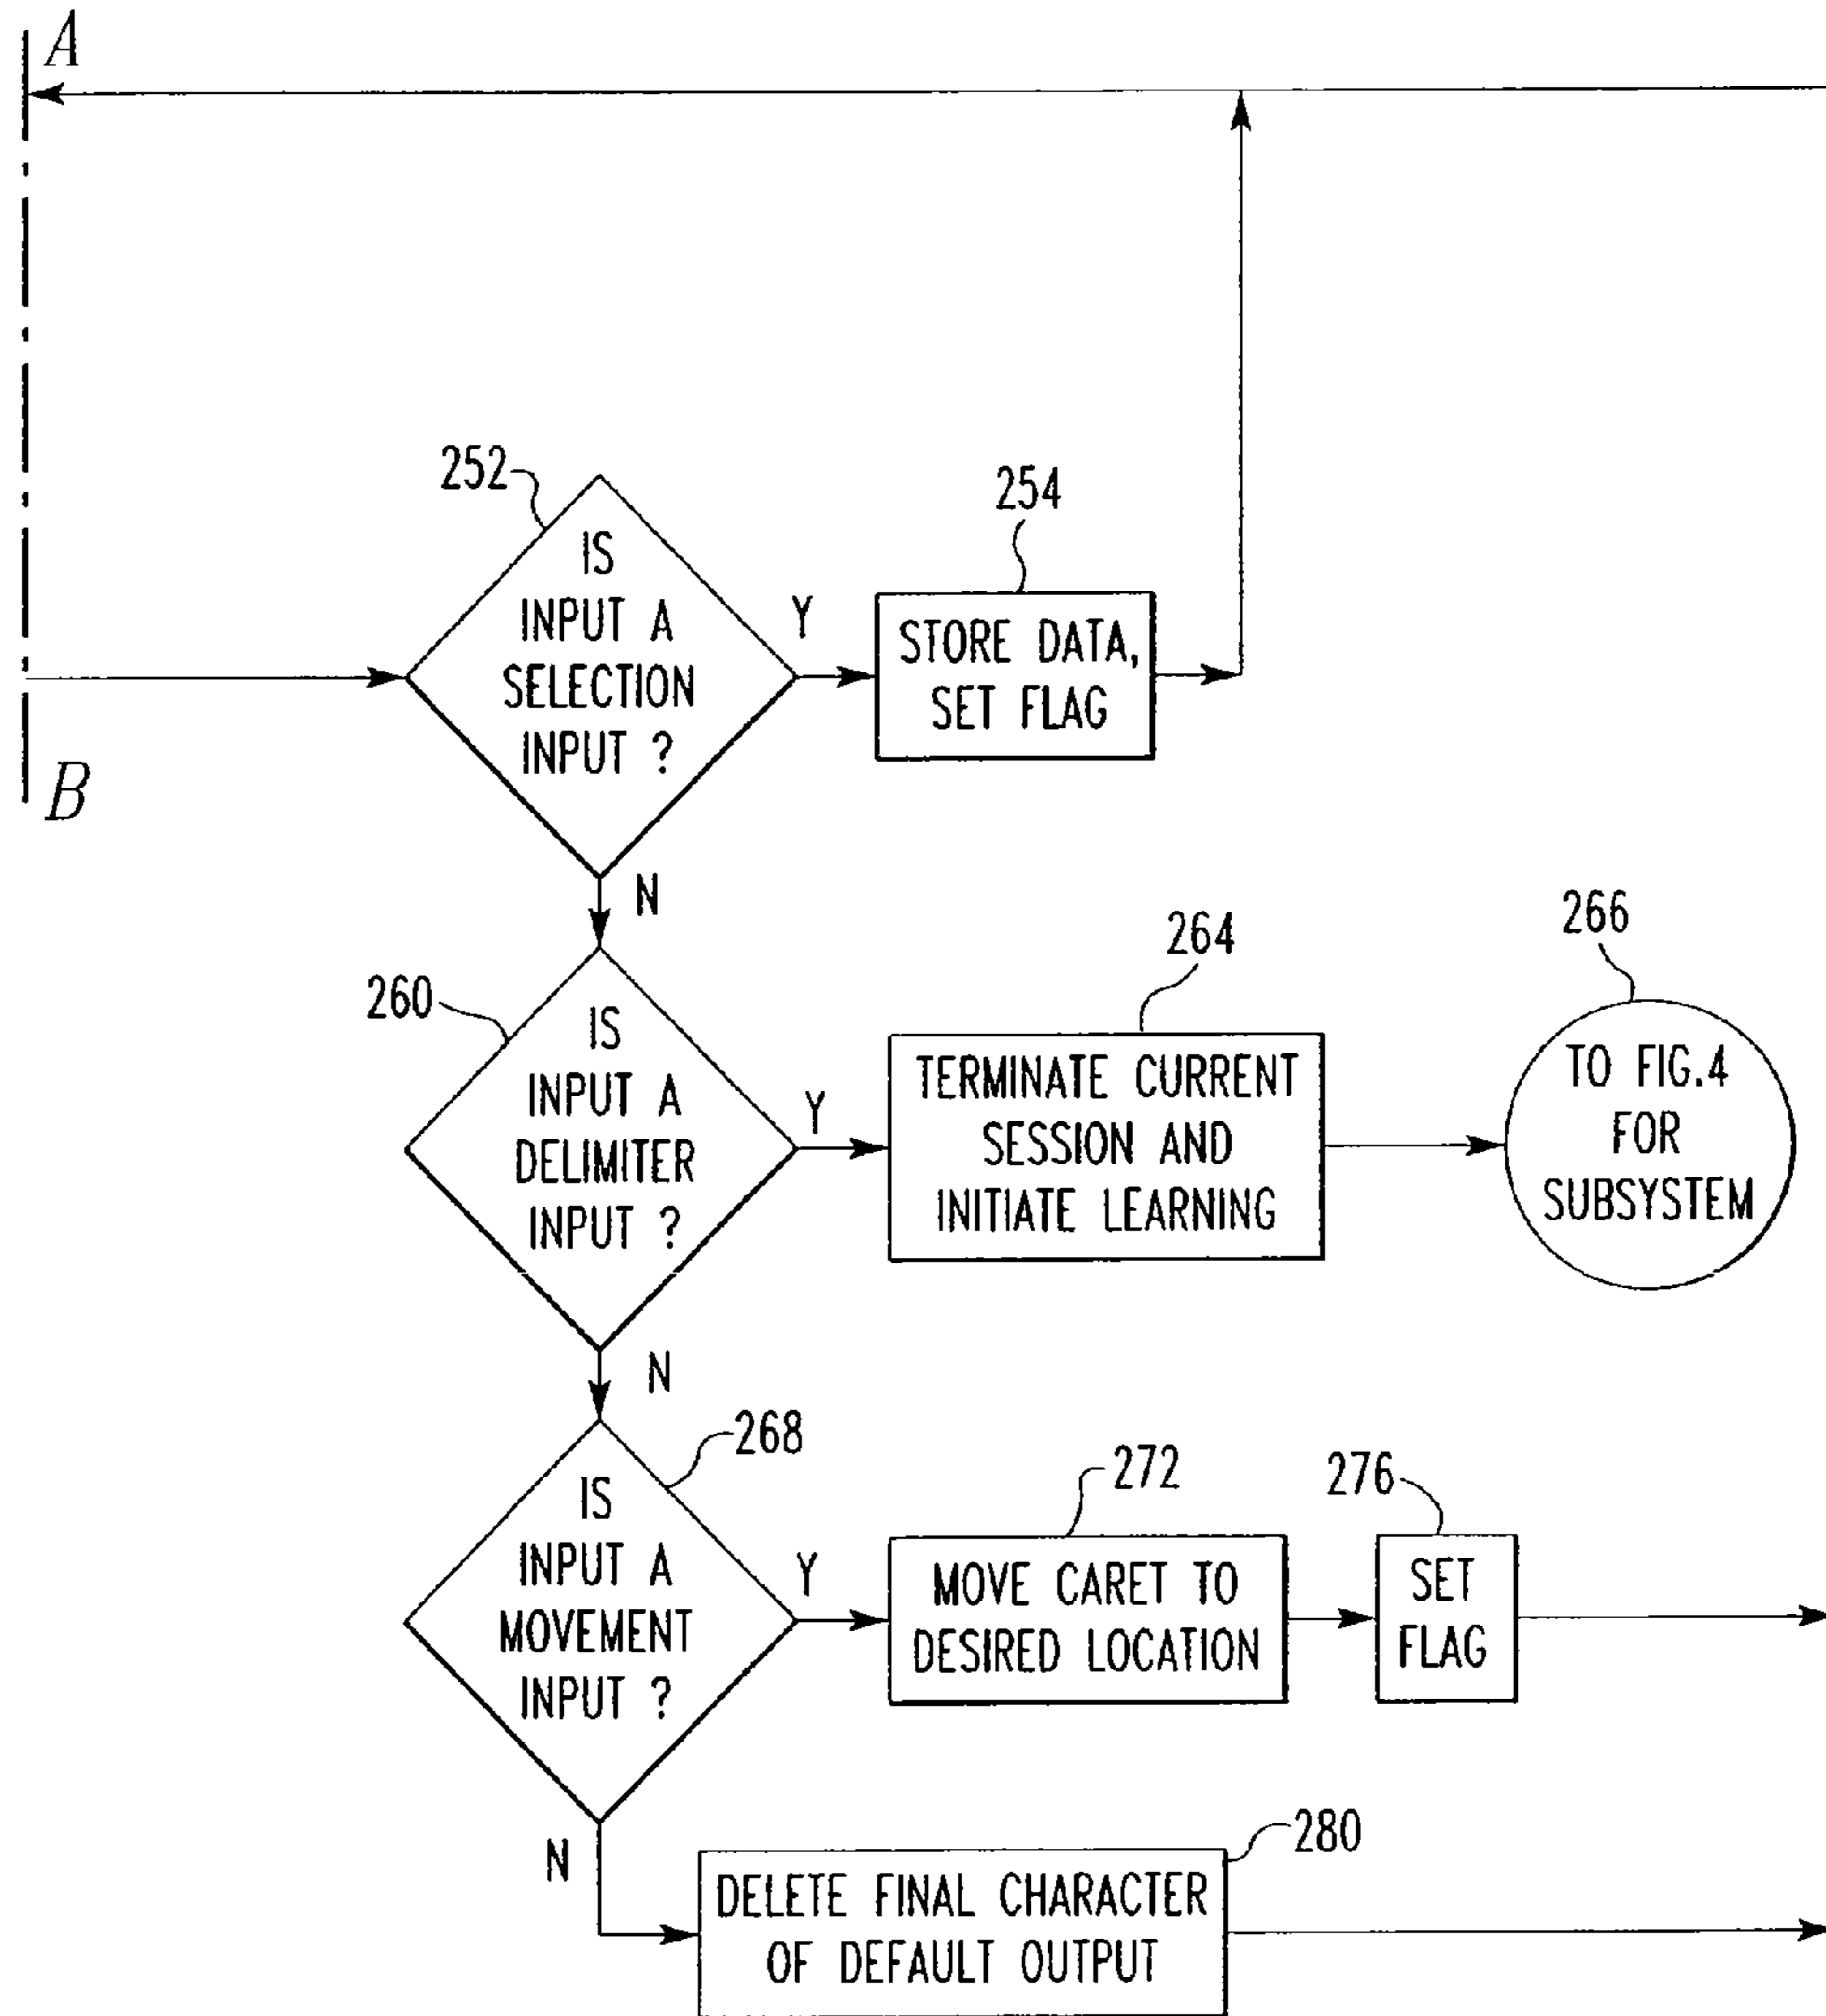 A
252
254
IS
INPUT A
SELECTION
INPUT ?
Y
STORE DATA,
SET FLAG
B
N
266
264
260
IS
INPUT A
DELIMITER
INPUT ?
Y
TERMINATE CURRENT
SESSION AND
INITIATE LEARNING
TO FIG.4
FOR
SUBSYSTEM
N
268
272
276
IS
INPUT A
MOVEMENT
INPUT ?
Y
MOVE CARET TO
DESIRED LOCATION
SET
FLAG
N
280
DELETE FINAL CHARACTER
OF DEFAULT OUTPUT